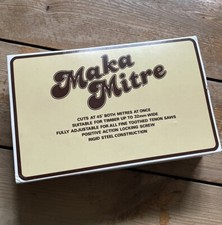 Maka
Mitre
CUTS AT 45° BOTH MITRES AT ONCE
SUITABLE FOR TIMBER UP TO 32mm WIDE
FULLY ADJUSTABLE FOR ALL FINE TOOTHED TENON SAWS
POSITIVE ACTION LOCKING SCREW
RIGID STEEL CONSTRUCTION